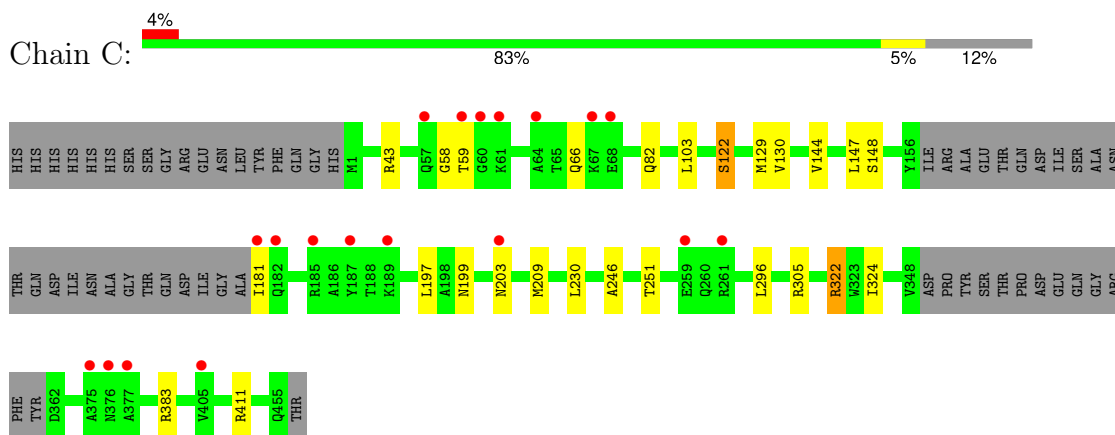 4%
Chain C:
83% 5% 12%
HIS HIS HIS HIS HIS HIS SER SER GLY ARG GLU ASN LEU TYR PHE GLN GLY HIS M1 R43 Q57 G58 T59 G60 K61 A64 T65 Q66 K67 E68 Q82 L103 S122 M129 V130 V144 L147 S148 Y156 ILE ARG ALA GLU THR GLN ASP ILE SER ALA ASN
THR GLN ASP ILE ASN ALA GLY THR GLN ASP ILE GLY ALA I181 Q182 R185 A186 Y187 T188 K189 L197 A198 N199 N203 M209 L230 A246 T251 E259 Q260 R261 L296 R305 R322 W323 I324 V348 ASP PRO TYR SER THR PRO ASP GLU GLN GLY ARG
PHE TYR D362 A375 N376 A377 R383 V405 R411 Q455 THR